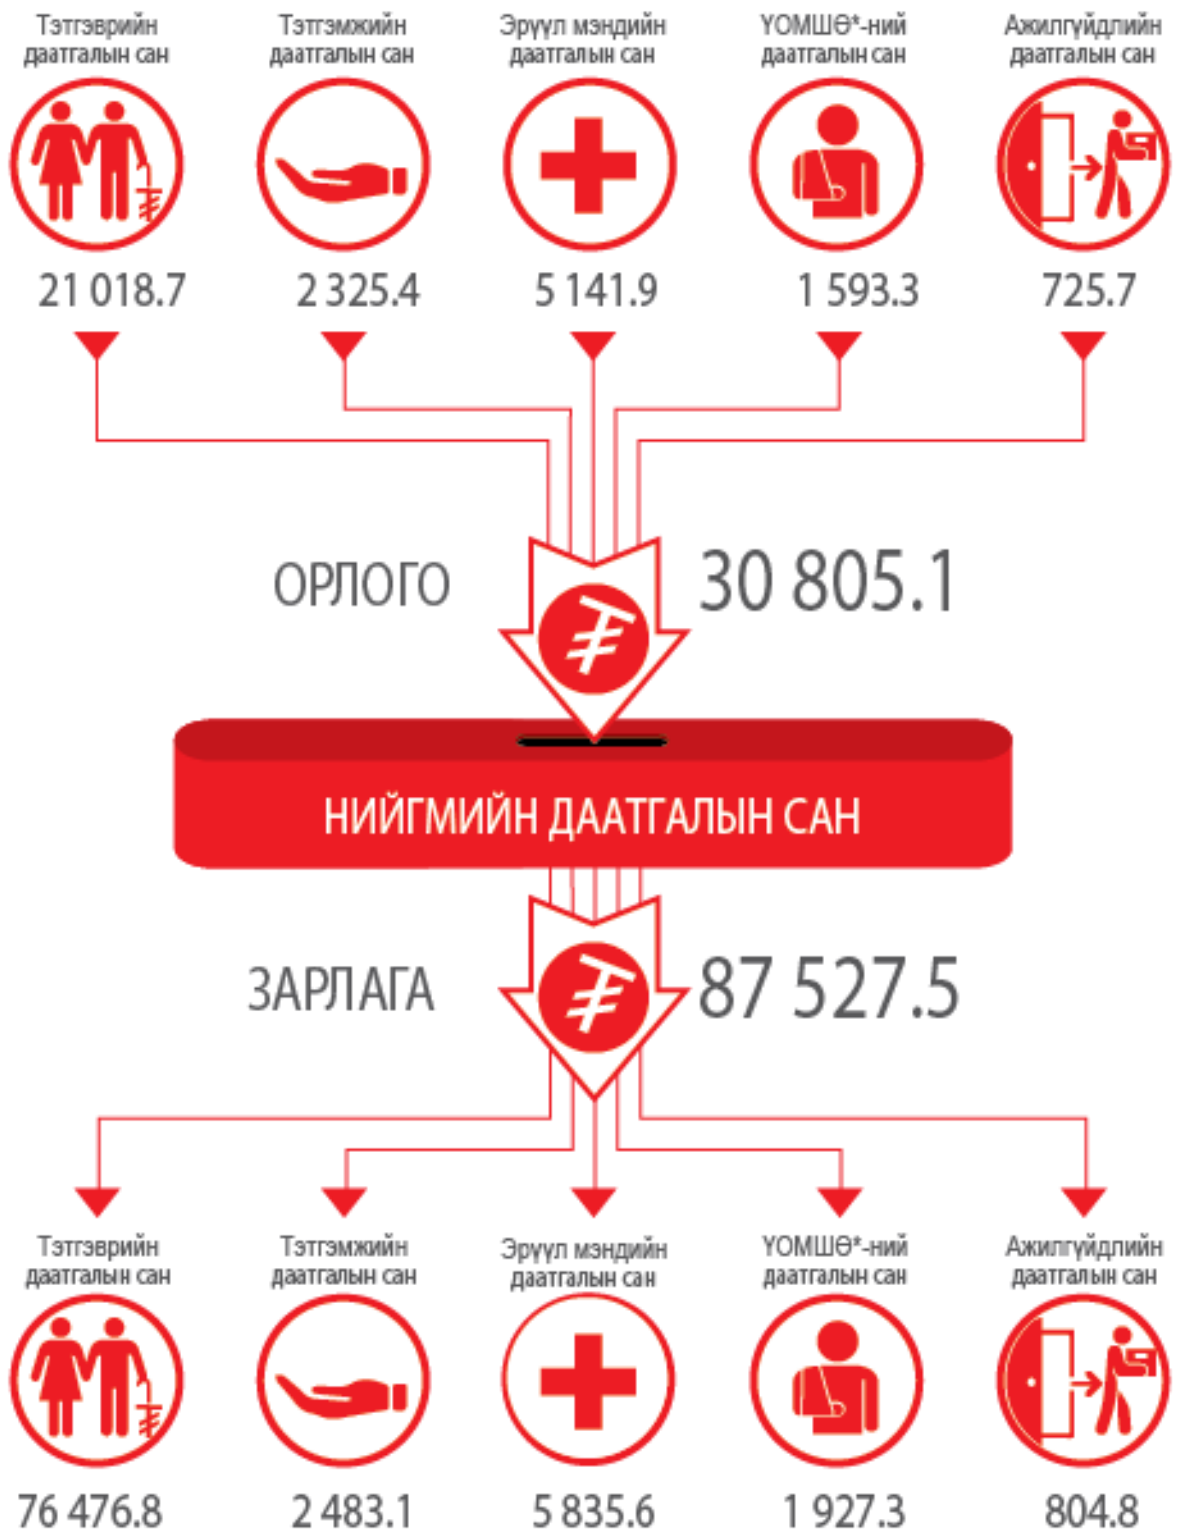 Тэтгэврийн
даатгалын сан
Тэтгэмжийн
даатгалын сан
Эрүүл мэндийн
даатгалын сан
ҮОМШӨ*-ний
даатгалын сан
Ажилгүйдлийн
даатгалын сан
21 018.7
2 325.4
5 141.9
1 593.3
725.7
ОРЛОГО
30 805.1
₮
НИЙГМИЙН ДААТГАЛЫН САН
ЗАРЛАГА
87 527.5
₮
Тэтгэврийн
даатгалын сан
Тэтгэмжийн
даатгалын сан
Эрүүл мэндийн
даатгалын сан
ҮОМШӨ*-ний
даатгалын сан
Ажилгүйдлийн
даатгалын сан
76 476.8
2 483.1
5 835.6
1 927.3
804.8